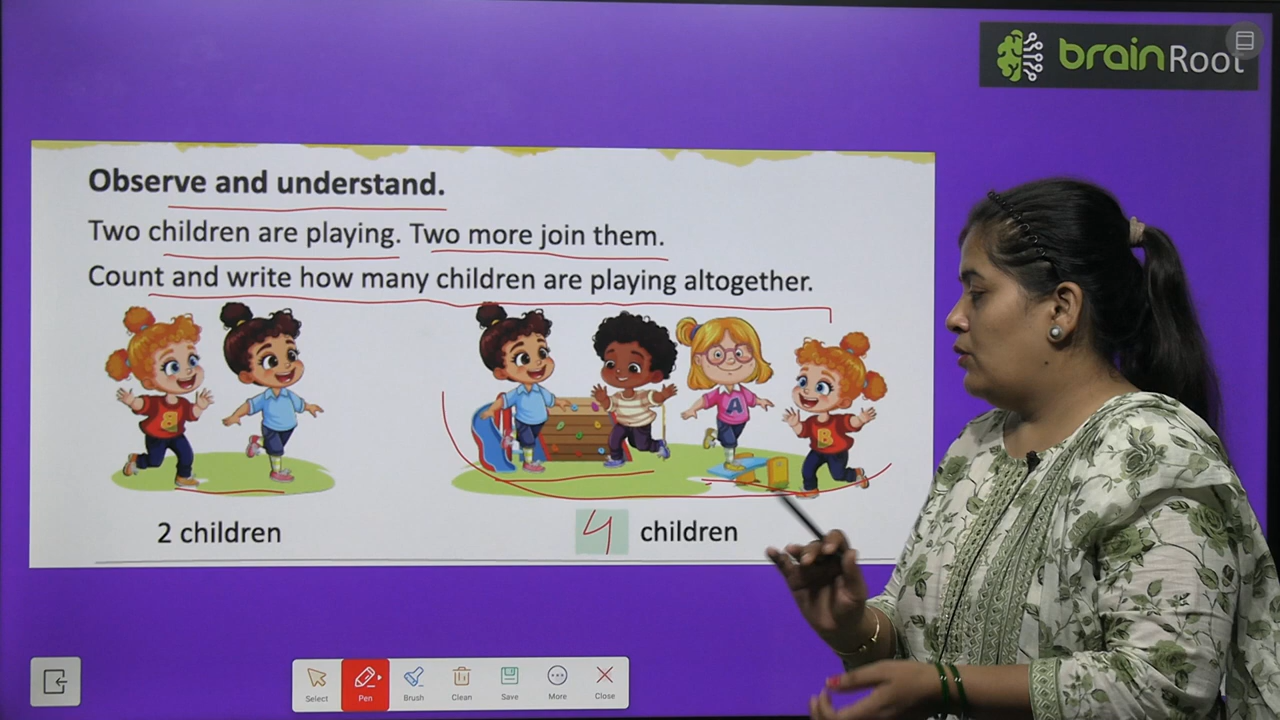 brainRoot
Observe and understand.
Two children are playing. Two more join them.
Count and write how many children are playing altogether.
B
A
B
2 children
4 children
Select
Pen
Brush
Clean
Save
More
Close